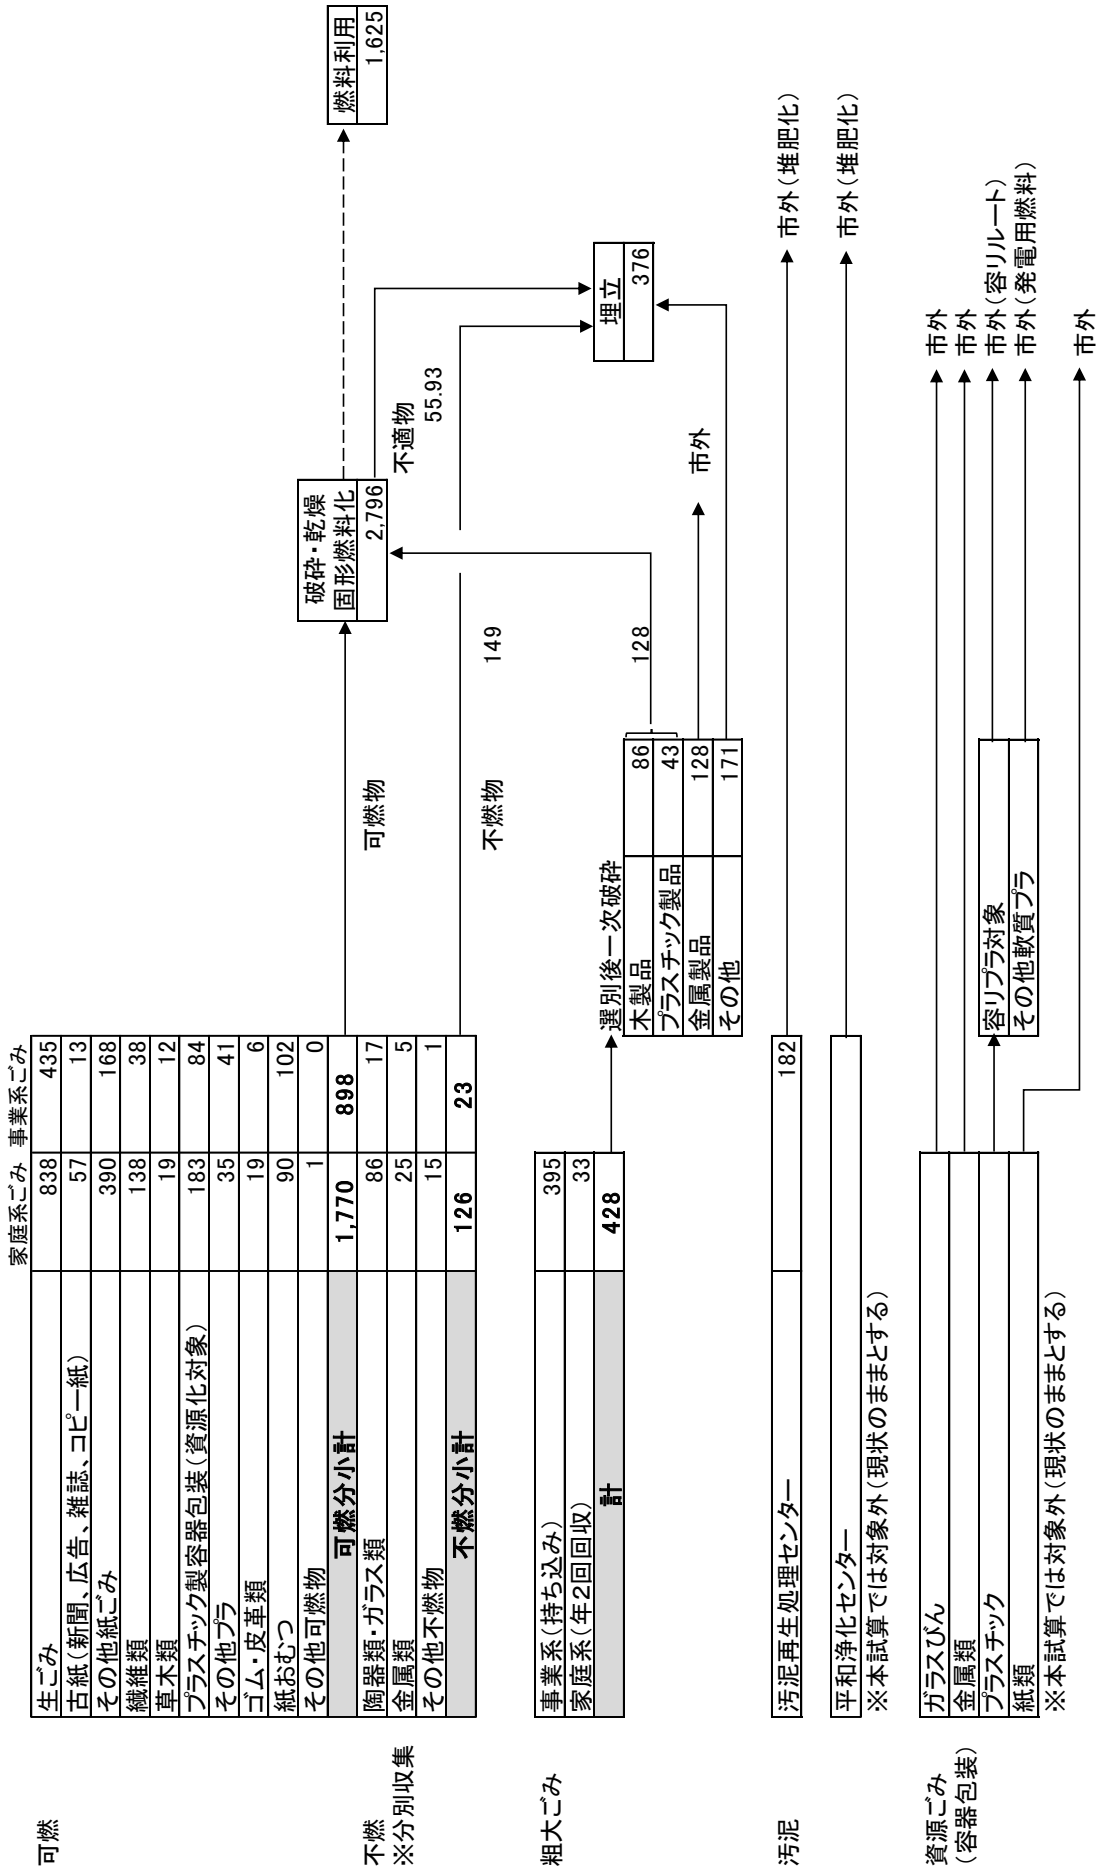 家庭系ごみ 事業系ごみ
可燃
生ごみ 838 435
古紙(新聞、広告、雑誌、コピー紙) 57 13
その他紙ごみ 390 168
繊維類 138 38
草木類 19 12
プラスチック製容器包装(資源化対象) 183 84
その他プラ 35 41
ゴム・皮革類 19 6
紙おむつ 90 102
その他可燃物 1 0
可燃分小計 1,770 898
不燃
※分別収集
陶器類・ガラス類 86 17
金属類 25 5
その他不燃物 15 1
不燃分小計 126 23
可燃物
不燃物
149
破砕・乾燥
固形燃料化
2,796
燃料利用
1,625
不適物
55.93
埋立
376
粗大ごみ
事業系(持ち込み) 395
家庭系(年2回回収) 33
計 428
選別後一次破砕
木製品 86
プラスチック製品 43
金属製品 128
その他 171
128
市外
汚泥
汚泥再生処理センター 182
市外(堆肥化)
平和浄化センター
市外(堆肥化)
※本試算では対象外(現状のままとする)
資源ごみ
(容器包装)
ガラスびん
市外
金属類
市外
プラスチック
容リプラ対象
市外(容リルート)
その他軟質プラ
市外(発電用燃料)
紙類
市外
※本試算では対象外(現状のままとする)